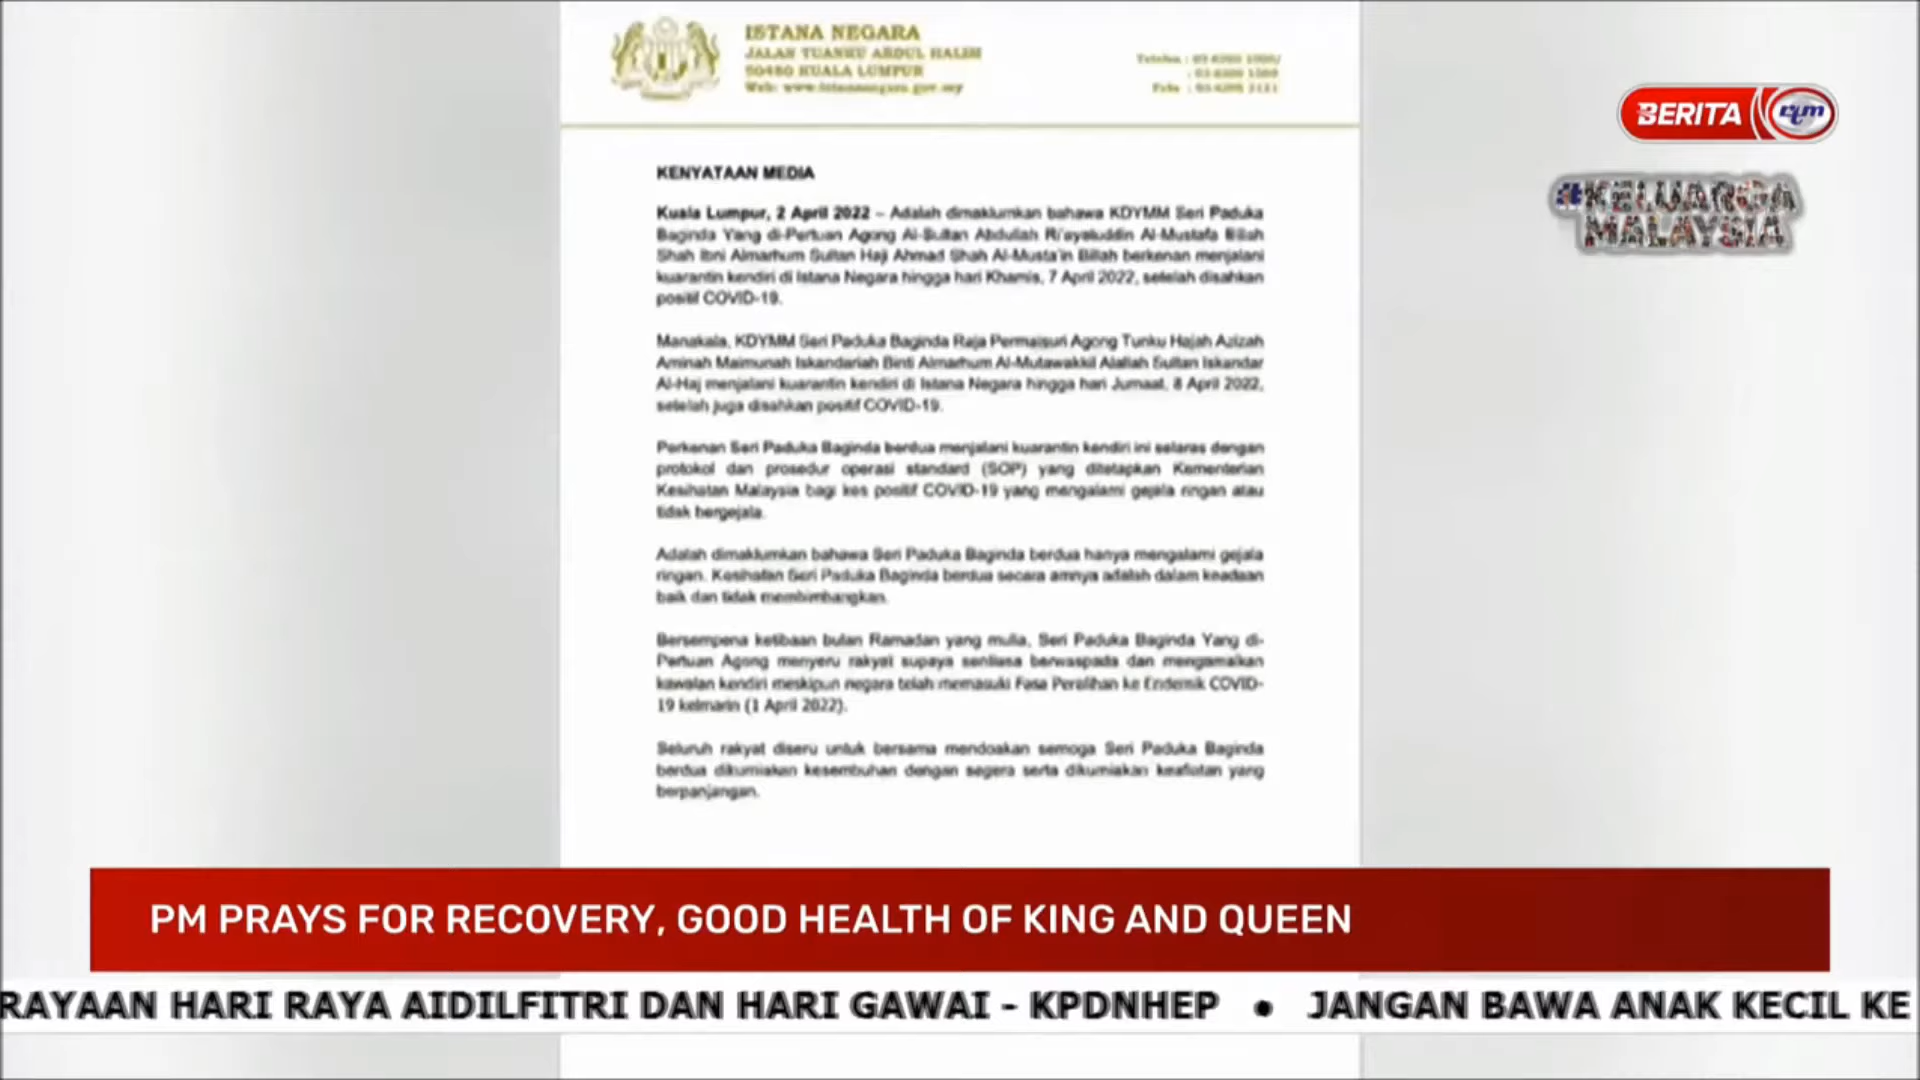 ISTANA NEGARA
JALAN TUANKU ABDUL HALIM
50480 KUALA LUMPUR
Web: www.istananegara.gov.my
BERITA rtm
#KELUARGA
MALAYSIA
KENYATAAN MEDIA
Kuala Lumpur, 2 April 2022 – Adalah dimaklumkan bahawa KDYMM Seri Paduka
Baginda Yang di-Pertuan Agong Al-Sultan Abdullah Ri'ayatuddin Al-Mustafa Billah
Shah Ibni Almarhum Sultan Haji Ahmad Shah Al-Musta'in Billah berkenan menjalani
kuarantin kendiri di Istana Negara hingga hari Khamis, 7 April 2022, setelah disahkan
positif COVID-19.
Manakala, KDYMM Seri Paduka Baginda Raja Permaisuri Agong Tunku Hajah Azizah
Aminah Maimunah Iskandariah Binti Almarhum Al-Mutawakkil Alallah Sultan Iskandar
Al-Haj menjalani kuarantin kendiri di Istana Negara hingga hari Jumaat, 8 April 2022,
setelah juga disahkan positif COVID-19.
Perkenan Seri Paduka Baginda berdua menjalani kuarantin kendiri ini selaras dengan
protokol dan prosedur operasi standard (SOP) yang ditetapkan Kementerian
Kesihatan Malaysia bagi kes positif COVID-19 yang mengalami gejala ringan atau
tidak bergejala.
Adalah dimaklumkan bahawa Seri Paduka Baginda berdua hanya mengalami gejala
ringan. Kesihatan Seri Paduka Baginda berdua secara amnya adalah dalam keadaan
baik dan tidak membimbangkan.
Bersempena ketibaan bulan Ramadan yang mulia, Seri Paduka Baginda Yang di-
Pertuan Agong menyeru rakyat supaya sentiasa berwaspada dan mengamalkan
kawalan kendiri meskipun negara telah memasuki Fasa Peralihan ke Endemik COVID-
19 kelmarin (1 April 2022).
Seluruh rakyat diseru untuk bersama mendoakan semoga Seri Paduka Baginda
berdua dikurniakan kesembuhan dengan segera serta dikurniakan keafiatan yang
berpanjangan.
PM PRAYS FOR RECOVERY, GOOD HEALTH OF KING AND QUEEN
RAYAAN HARI RAYA AIDILFITRI DAN HARI GAWAI - KPDNHEP • JANGAN BAWA ANAK KECIL KE